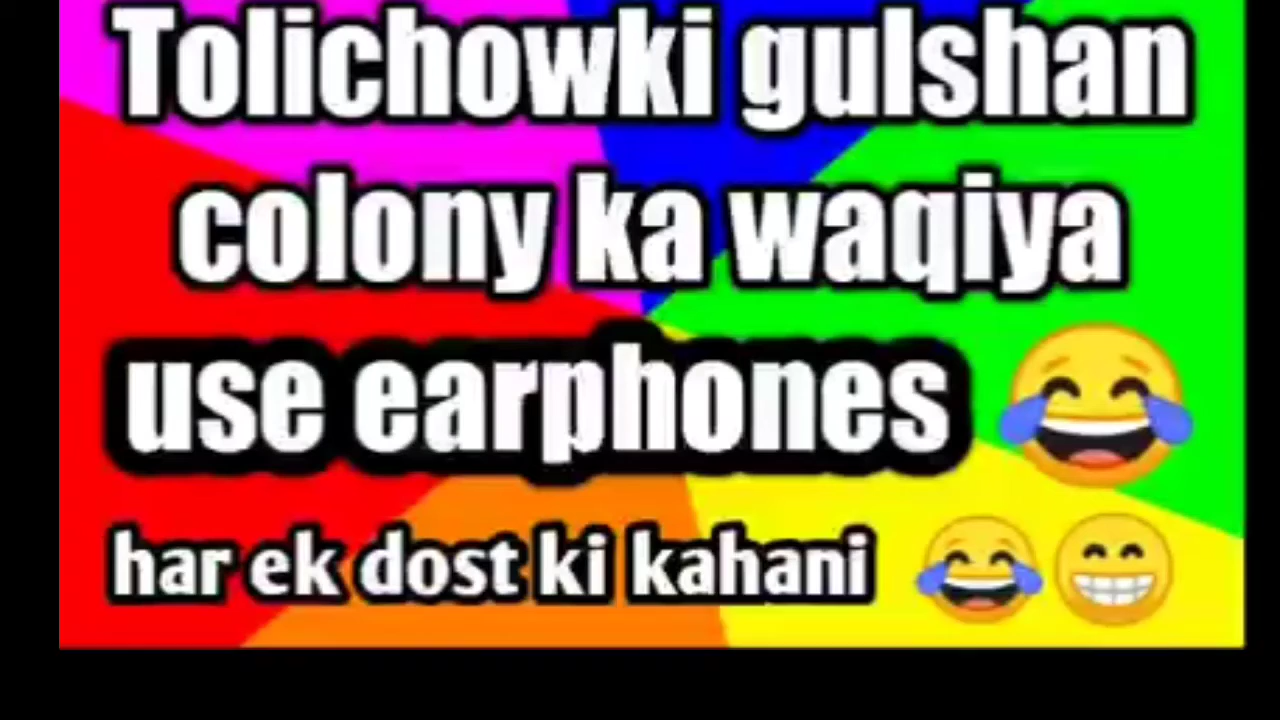 Tolichowki gulshan
colony ka waqiya
use earphones 😂
har ek dost ki kahani 😂😁